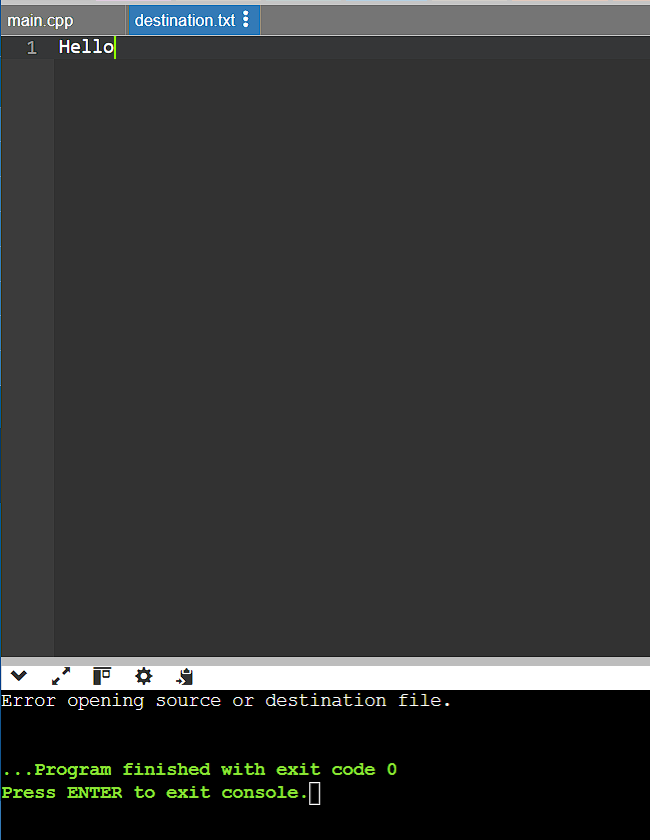 main.cpp
destination.txt
1 Hello
Error opening source or destination file.
...Program finished with exit code 0
Press ENTER to exit console.